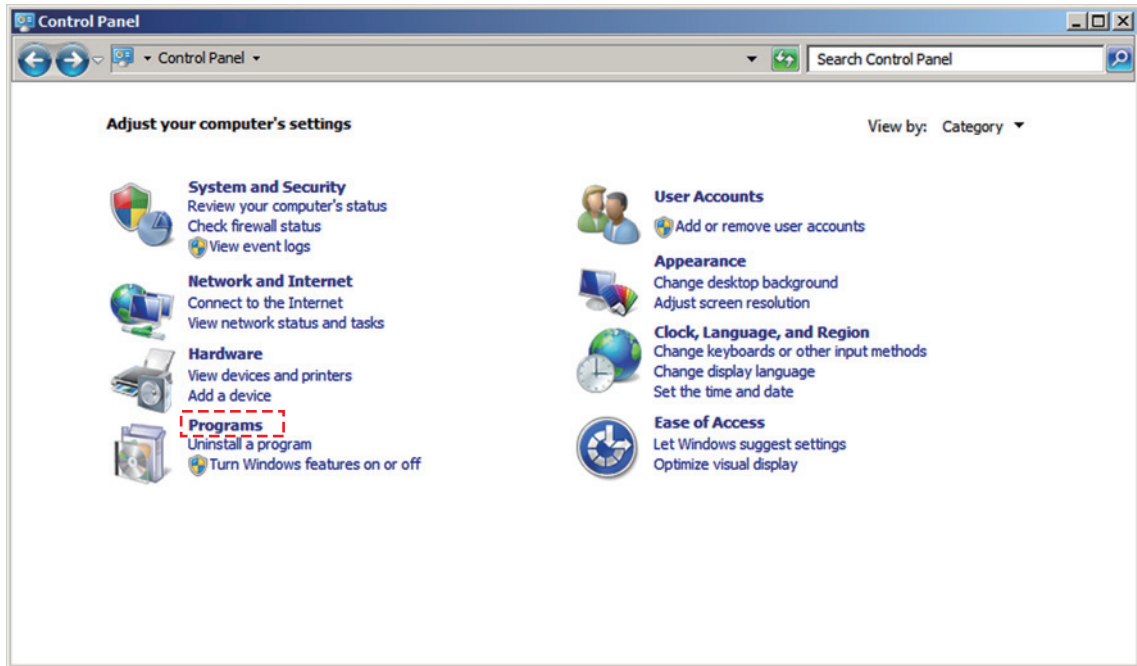 Control Panel
Control Panel
Search Control Panel
Adjust your computer's settings
View by: Category
System and Security
Review your computer's status
Check firewall status
View event logs
Network and Internet
Connect to the Internet
View network status and tasks
Hardware
View devices and printers
Add a device
Programs
Uninstall a program
Turn Windows features on or off
User Accounts
Add or remove user accounts
Appearance
Change desktop background
Adjust screen resolution
Clock, Language, and Region
Change keyboards or other input methods
Change display language
Set the time and date
Ease of Access
Let Windows suggest settings
Optimize visual display